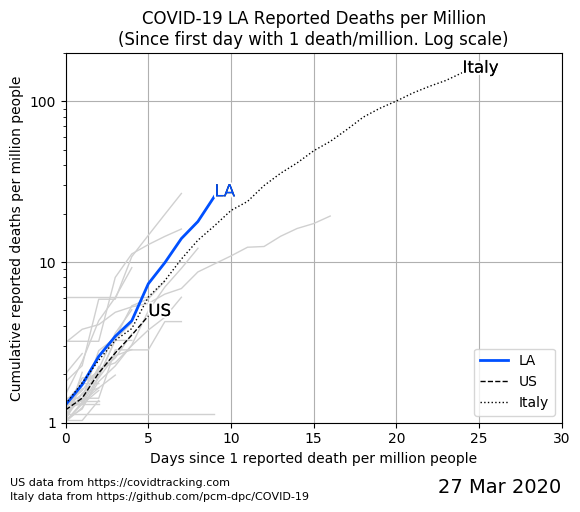 COVID-19 LA Reported Deaths per Million
(Since first day with 1 death/million. Log scale)
Cumulative reported deaths per million people
100
10
1
Italy
LA
US
LA
US
Italy
0 5 10 15 20 25 30
Days since 1 reported death per million people
US data from https://covidtracking.com
Italy data from https://github.com/pcm-dpc/COVID-19
27 Mar 2020